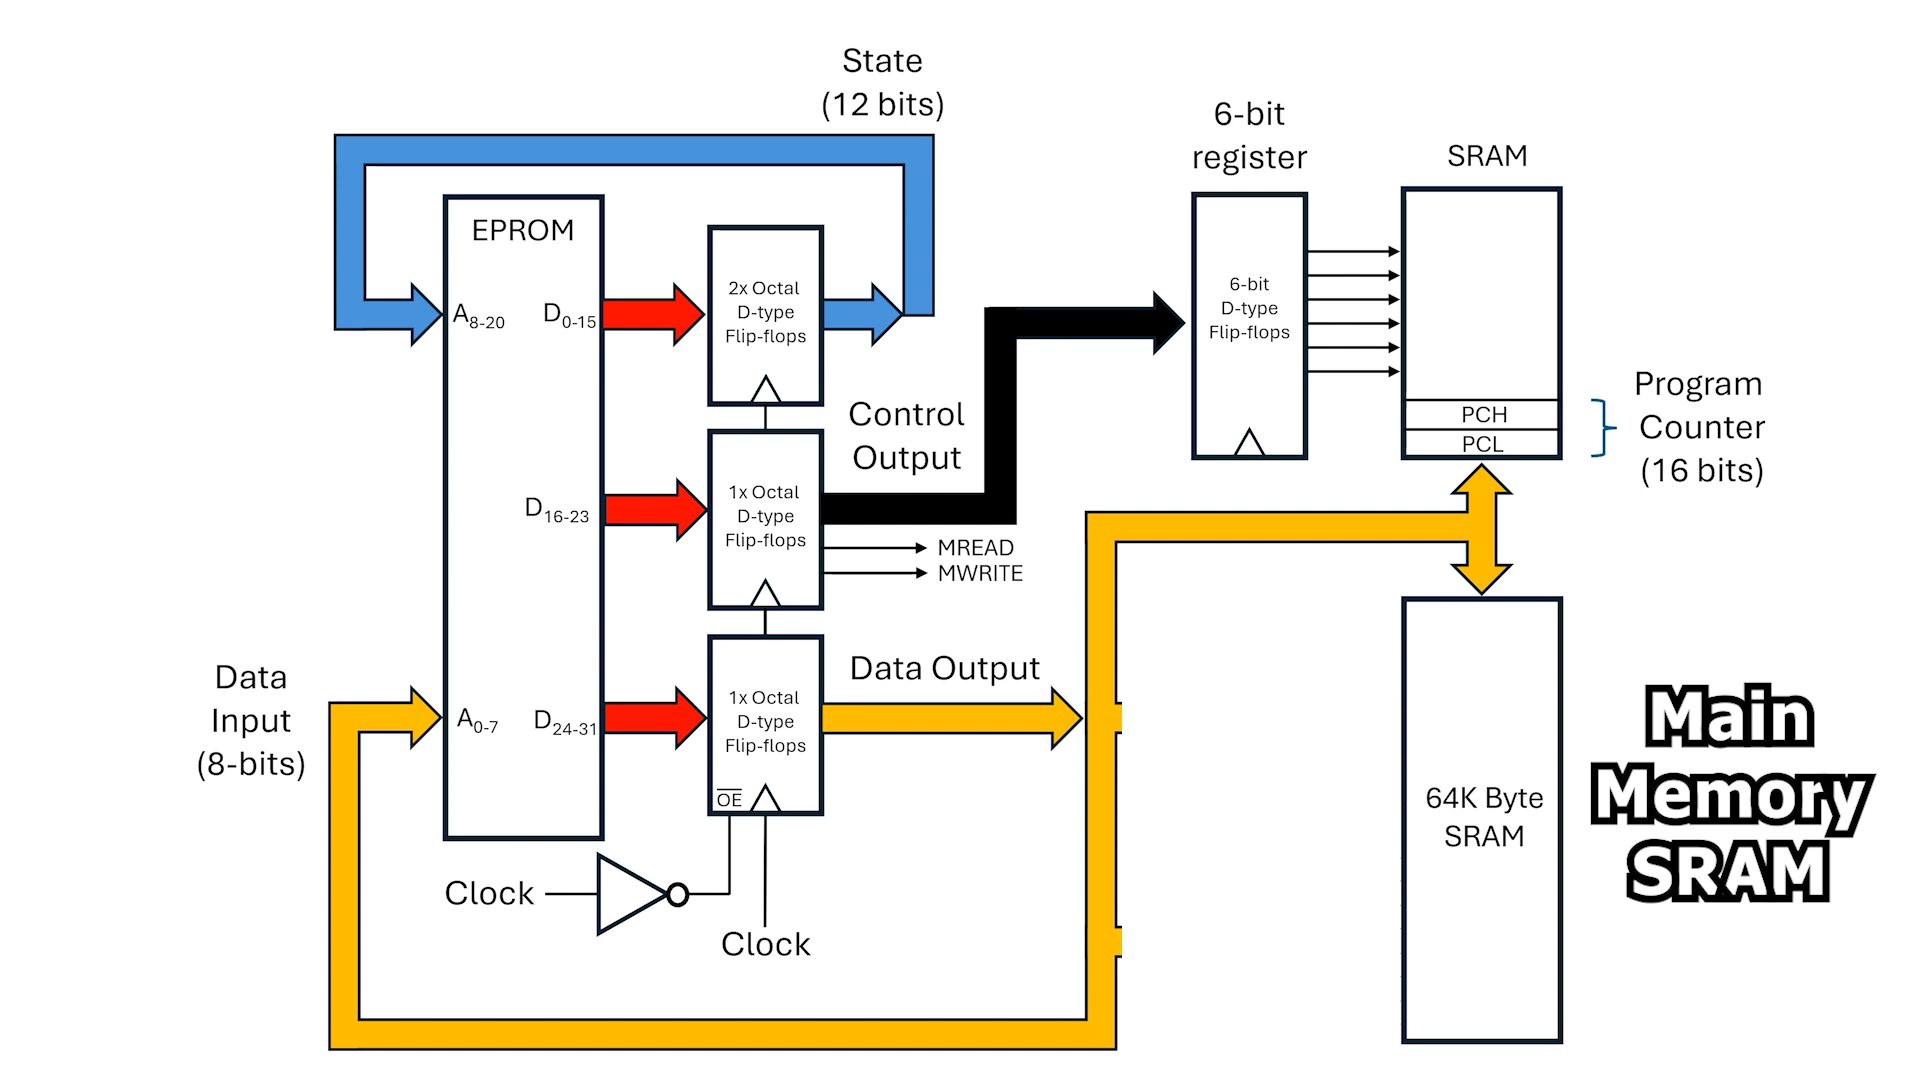 State
(12 bits)
6-bit
register
SRAM
EPROM
A8-20
D0-15
2x Octal
D-type
Flip-flops
6-bit
D-type
Flip-flops
Control
Output
PCH
PCL
Program
Counter
(16 bits)
D16-23
1x Octal
D-type
Flip-flops
MREAD
MWRITE
Data
Input
(8-bits)
A0-7
D24-31
1x Octal
D-type
Flip-flops
OE
Data Output
Clock
Clock
64K Byte
SRAM
Main
Memory
SRAM